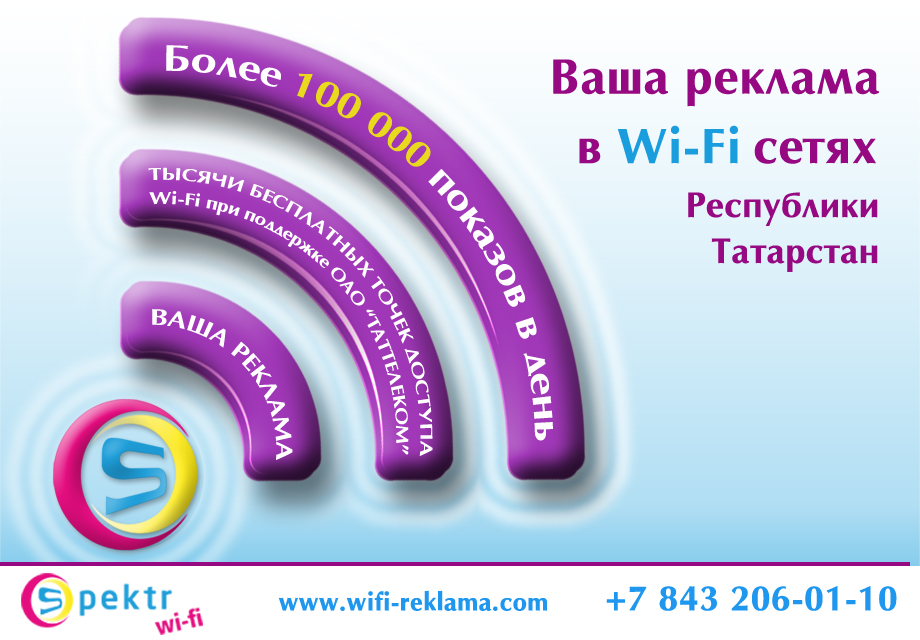 Ваша реклама
в Wi-Fi сетях
Республики
Татарстан
Более 100 000 показов в день
ТЫСЯЧИ БЕСПЛАТНЫХ ТОЧЕК ДОСТУПА
Wi-Fi при поддержке ОАО “ТАТТЕЛЕКОМ”
ВАША РЕКЛАМА
S
Spektr
wi-fi
www.wifi-reklama.com
+7 843 206-01-10